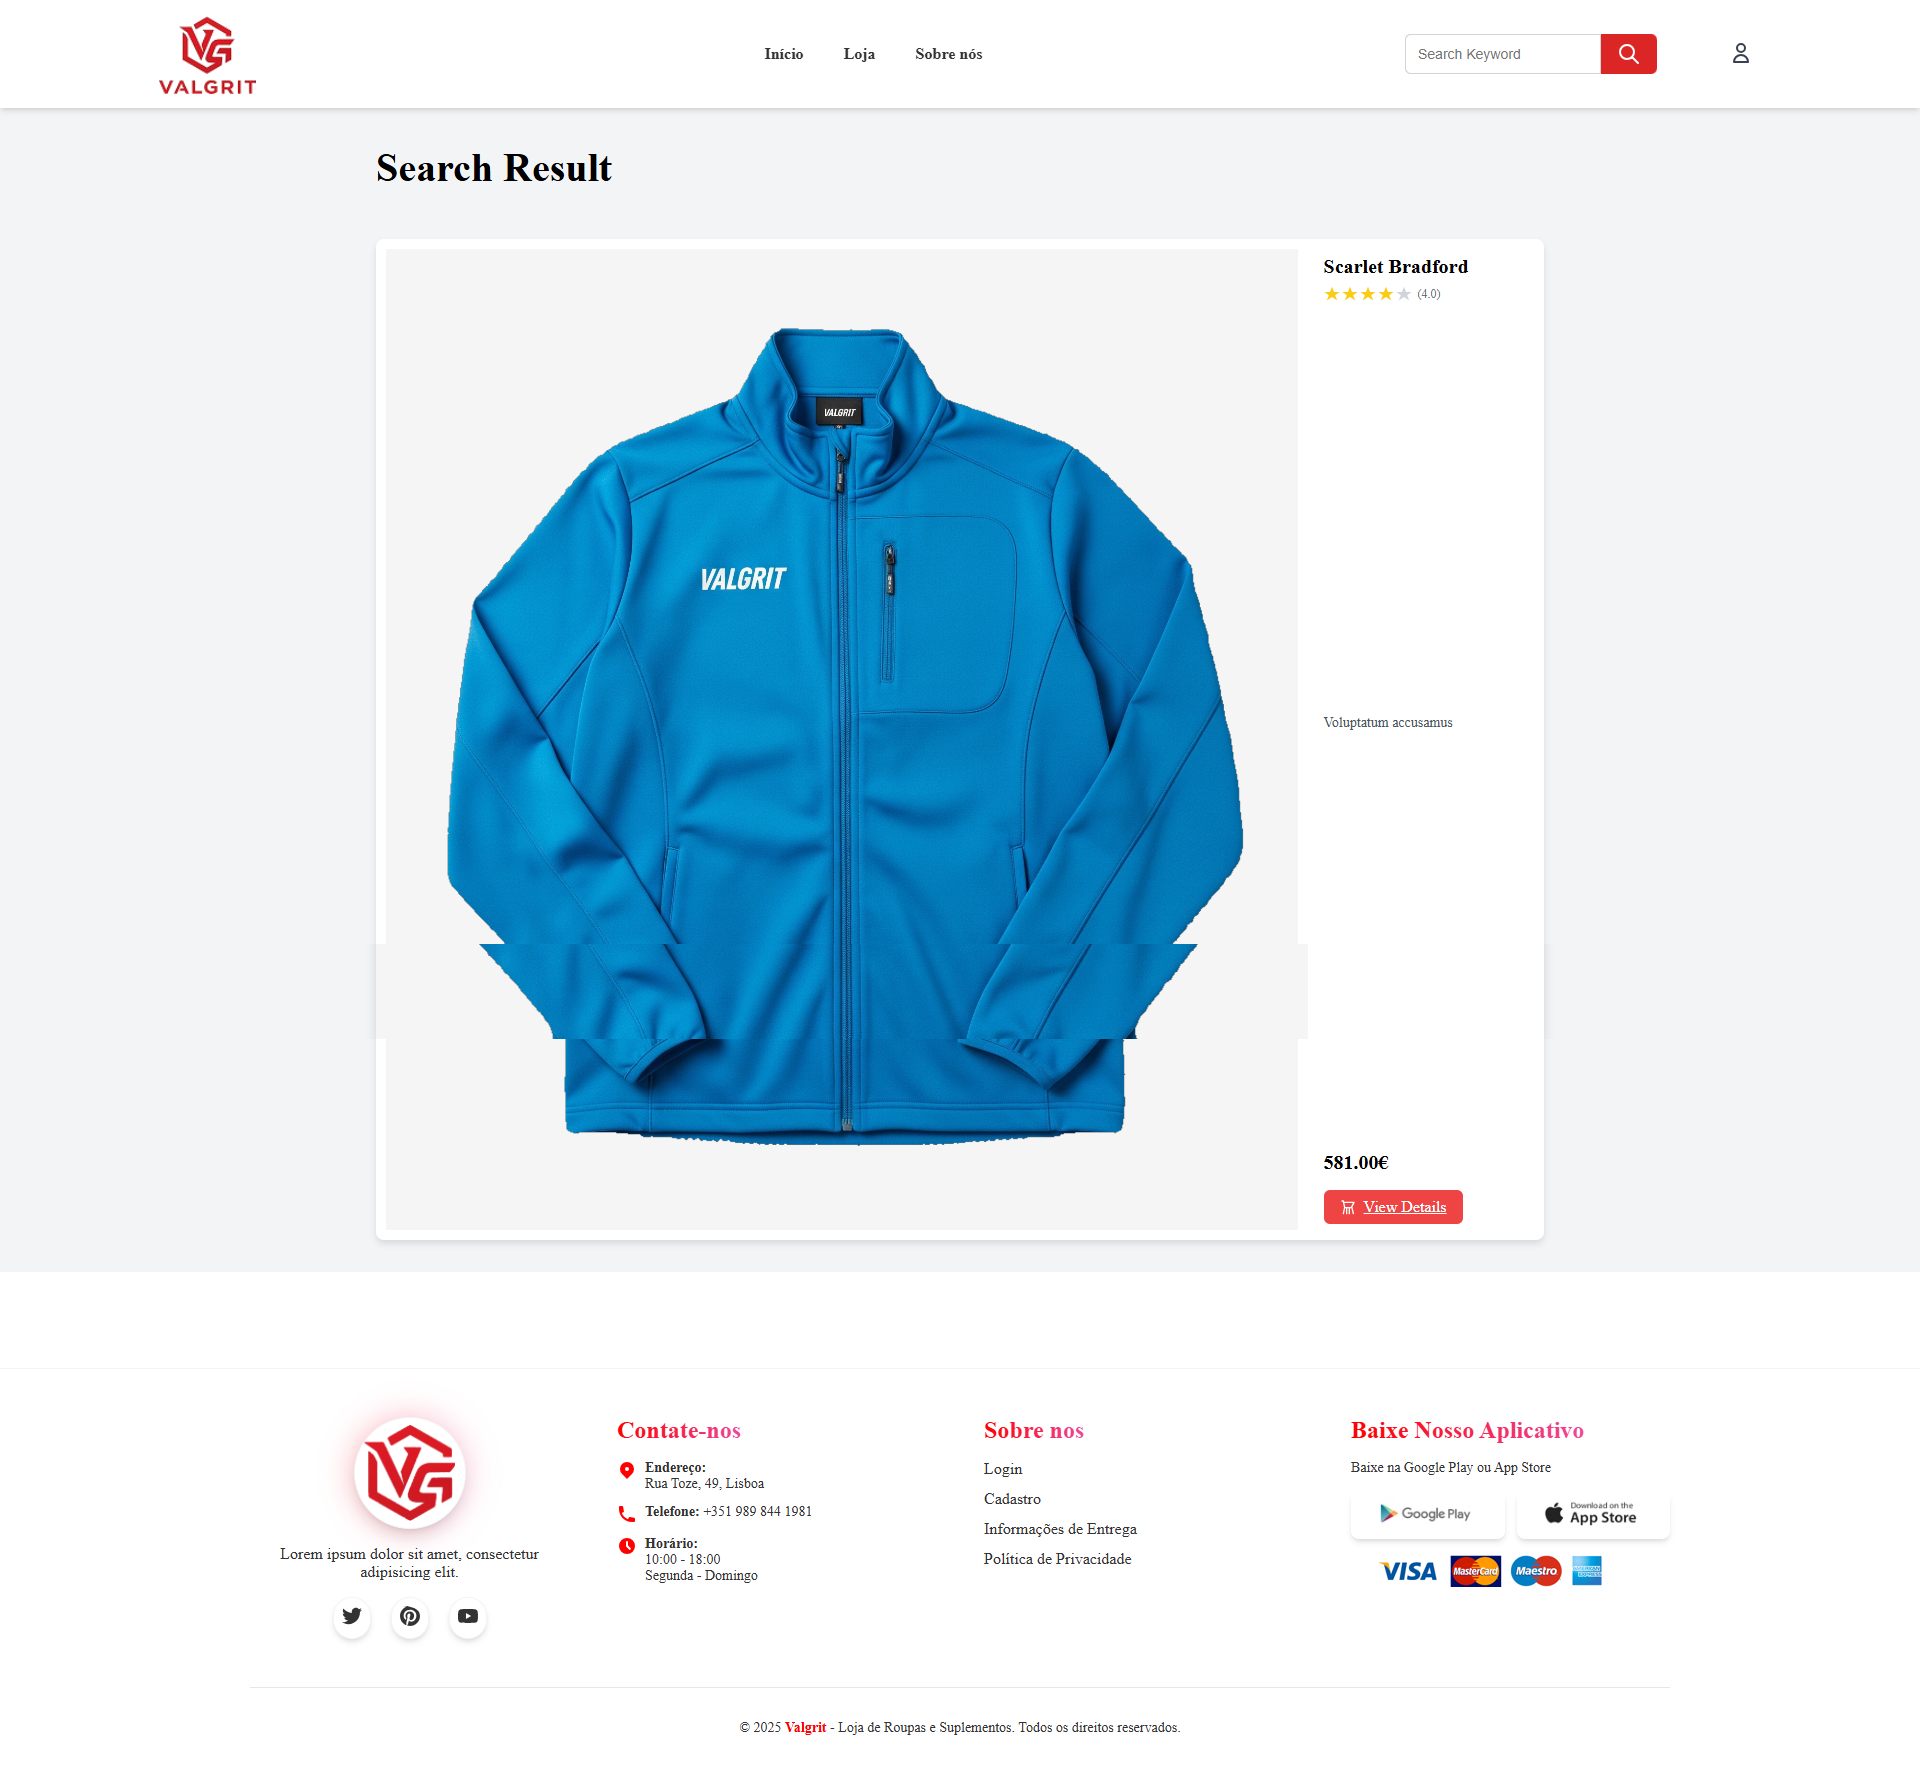 VALGRIT
Início
Loja
Sobre nós
Search Keyword
Search Result
VALGRIT
VALGRIT
Scarlet Bradford
(4.0)
Voluptatum accusamus
581.00€
View Details
Lorem ipsum dolor sit amet, consectetur
adipisicing elit.
Contate-nos
Endereço:
Rua Toze, 49, Lisboa
Telefone: +351 989 844 1981
Horário:
10:00 - 18:00
Segunda - Domingo
Sobre nos
Login
Cadastro
Informações de Entrega
Política de Privacidade
Baixe Nosso Aplicativo
Baixe na Google Play ou App Store
Google Play
Download on the
App Store
VISA
MasterCard
Maestro
AMERICAN
EXPRESS
© 2025 Valgrit - Loja de Roupas e Suplementos. Todos os direitos reservados.